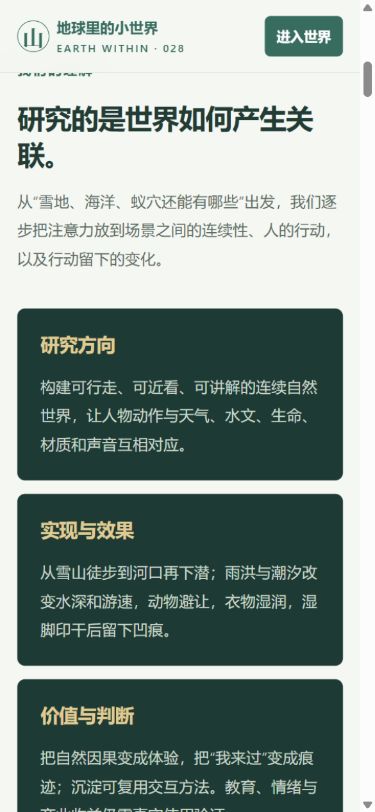 地球里的小世界
EARTH WITHIN · 028
进入世界
我们的理解
研究的是世界如何产生关
联。
从“雪地、海洋、蚁穴还能有哪些”出发，我们逐
步把注意力放到场景之间的连续性、人的行动，
以及行动留下的变化。
研究方向
构建可行走、可近看、可讲解的连续自然
世界，让人物动作与天气、水文、生命、
材质和声音互相对应。
实现与效果
从雪山徒步到河口再下潜；雨洪与潮汐改
变水深和游速，动物避让，衣物湿润，湿
脚印干后留下凹痕。
价值与判断
把自然因果变成体验，把“我来过”变成痕
迹；沉淀可复用交互方法。教育、情绪与